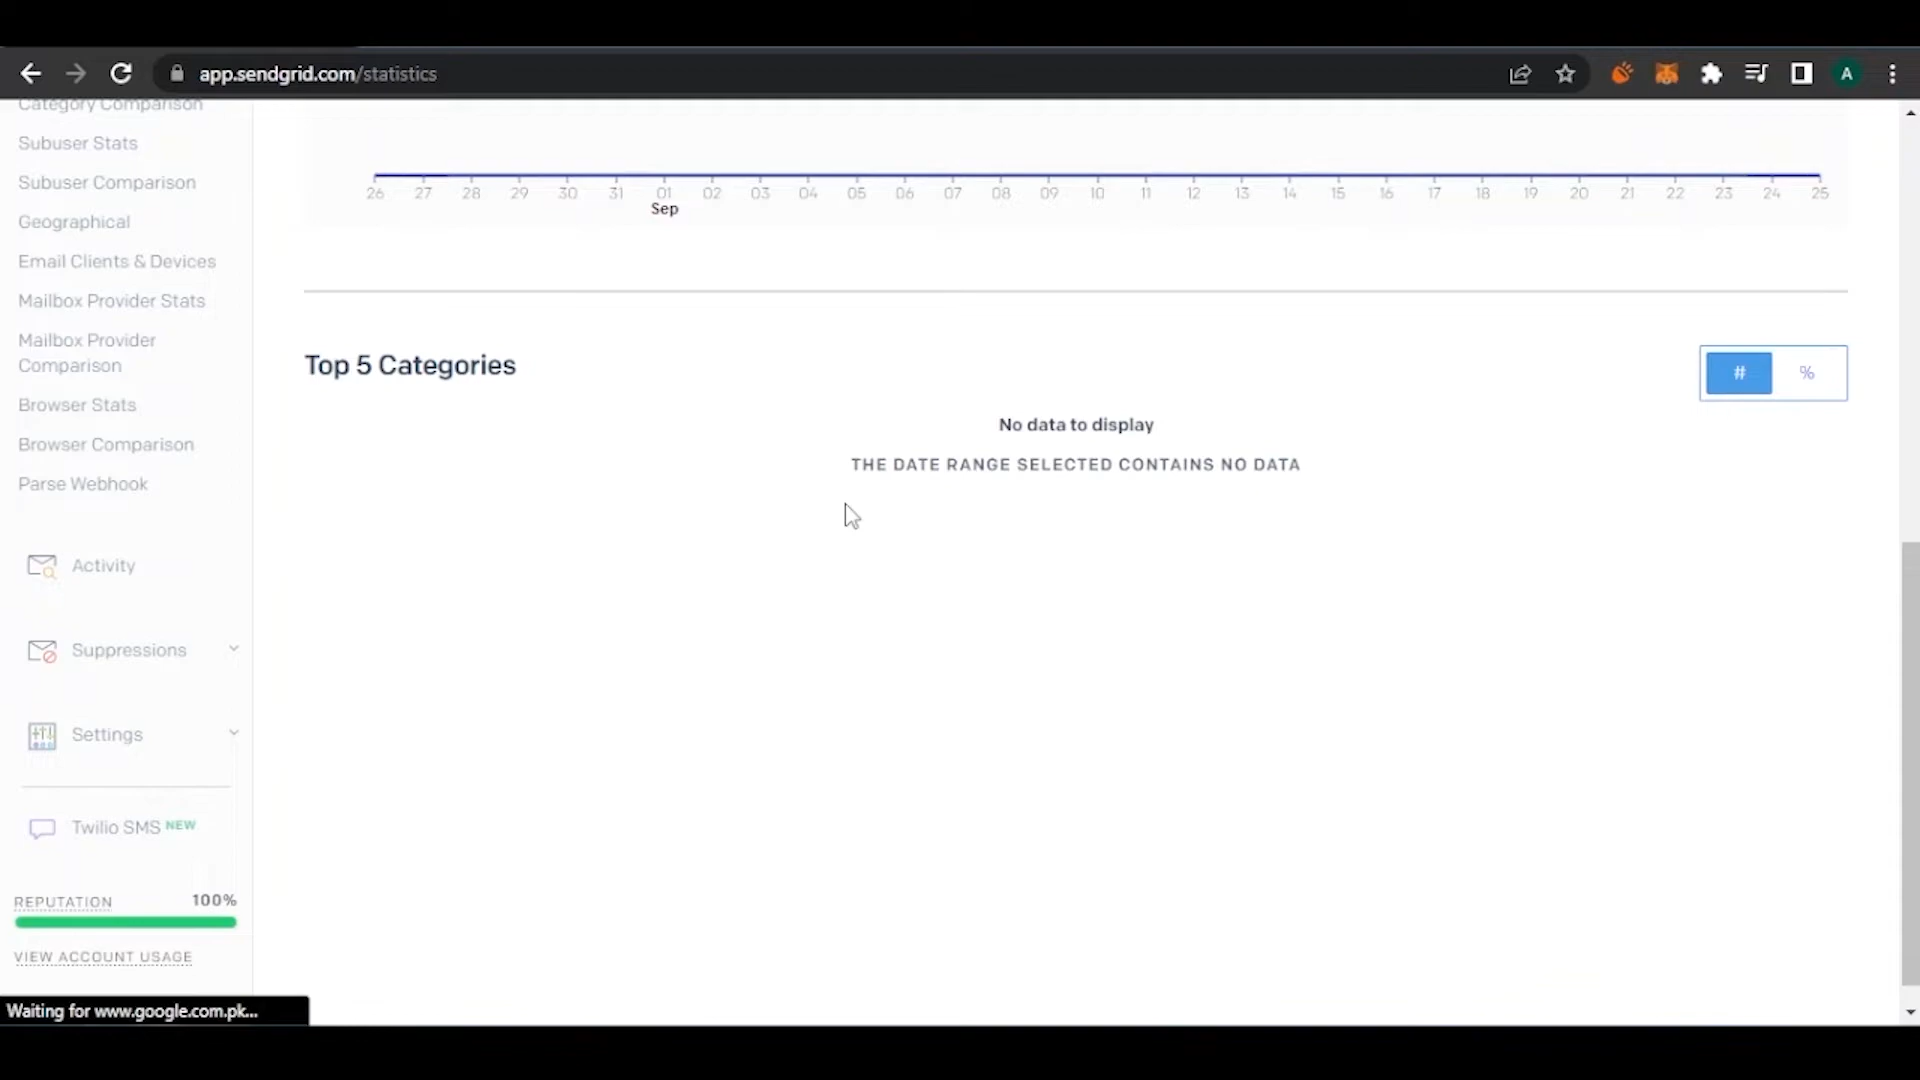 app.sendgrid.com/statistics
A
Category Comparison
Subuser Stats
Subuser Comparison
Geographical
Email Clients & Devices
Mailbox Provider Stats
Mailbox Provider
Comparison
Browser Stats
Browser Comparison
Parse Webhook
Activity
Suppressions
Settings
Twilio SMS NEW
REPUTATION 100%
VIEW ACCOUNT USAGE
Waiting for www.google.com.pk...
26 27 28 29 30 31 01 02 03 04 05 06 07 08 09 10 11 12 13 14 15 16 17 18 19 20 21 22 23 24 25
Sep
Top 5 Categories
# %
No data to display
THE DATE RANGE SELECTED CONTAINS NO DATA